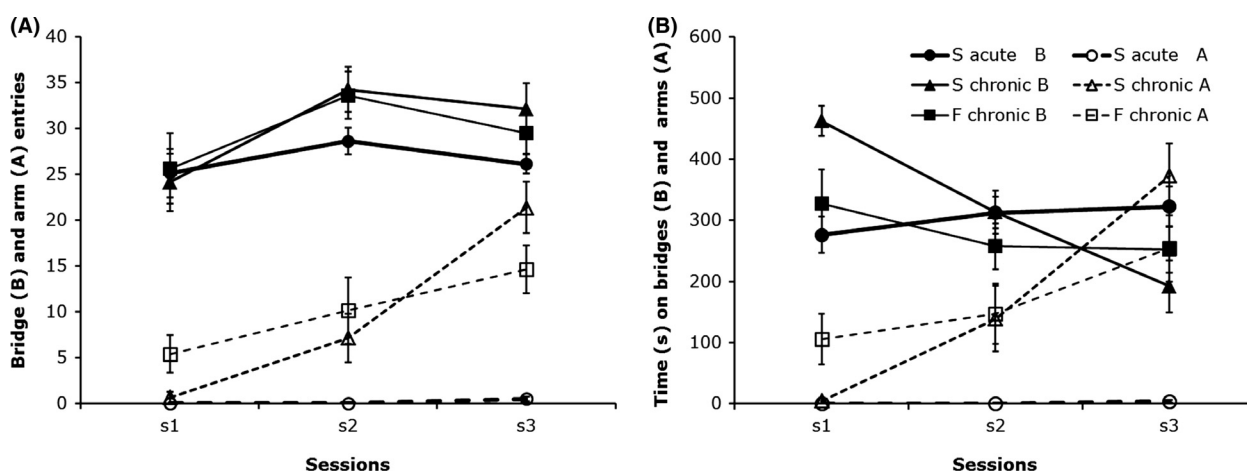 (A)
Bridge (B) and arm (A) entries
40
35
30
25
20
15
10
5
0
s1 s2 s3
Sessions
(B)
Time (s) on bridges (B) and arms (A)
600
500
400
300
200
100
0
S acute B S acute A
S chronic B S chronic A
F chronic B F chronic A
s1 s2 s3
Sessions